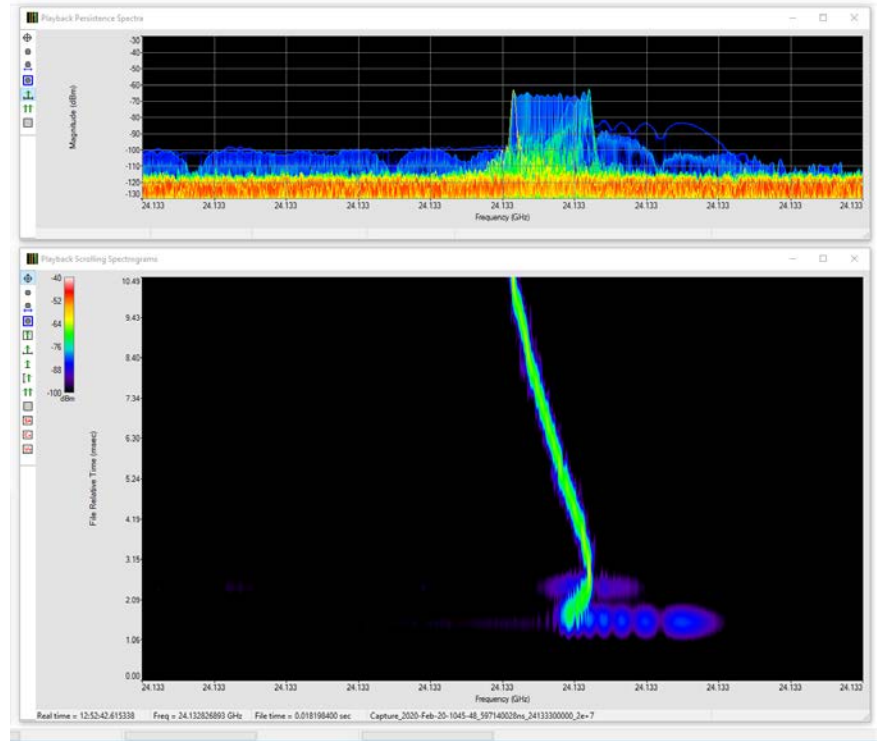 Playback Persistence Spectra
-30
-40
-50
-60
-70
-80
-90
-100
-110
-120
-130
Magnitude (dBm)
24.133 24.133 24.133 24.133 24.133 24.133 24.133 24.133 24.133 24.133
Frequency (GHz)
Playback Scrolling Spectrograms
-40
-52
-64
-76
-88
-100
dBm
10.49
9.43
8.40
7.34
6.30
5.24
4.19
3.15
2.09
1.06
0.00
File Relative Time (msec)
24.133 24.133 24.133 24.133 24.133 24.133 24.133 24.133 24.133 24.133
Frequency (GHz)
Real time = 12:52:42.615338 Freq = 24.132826893 GHz File time = 0.018198400 sec Capture_2020-Feb-20-1045-48_597140028ns_24133300000_2e+7